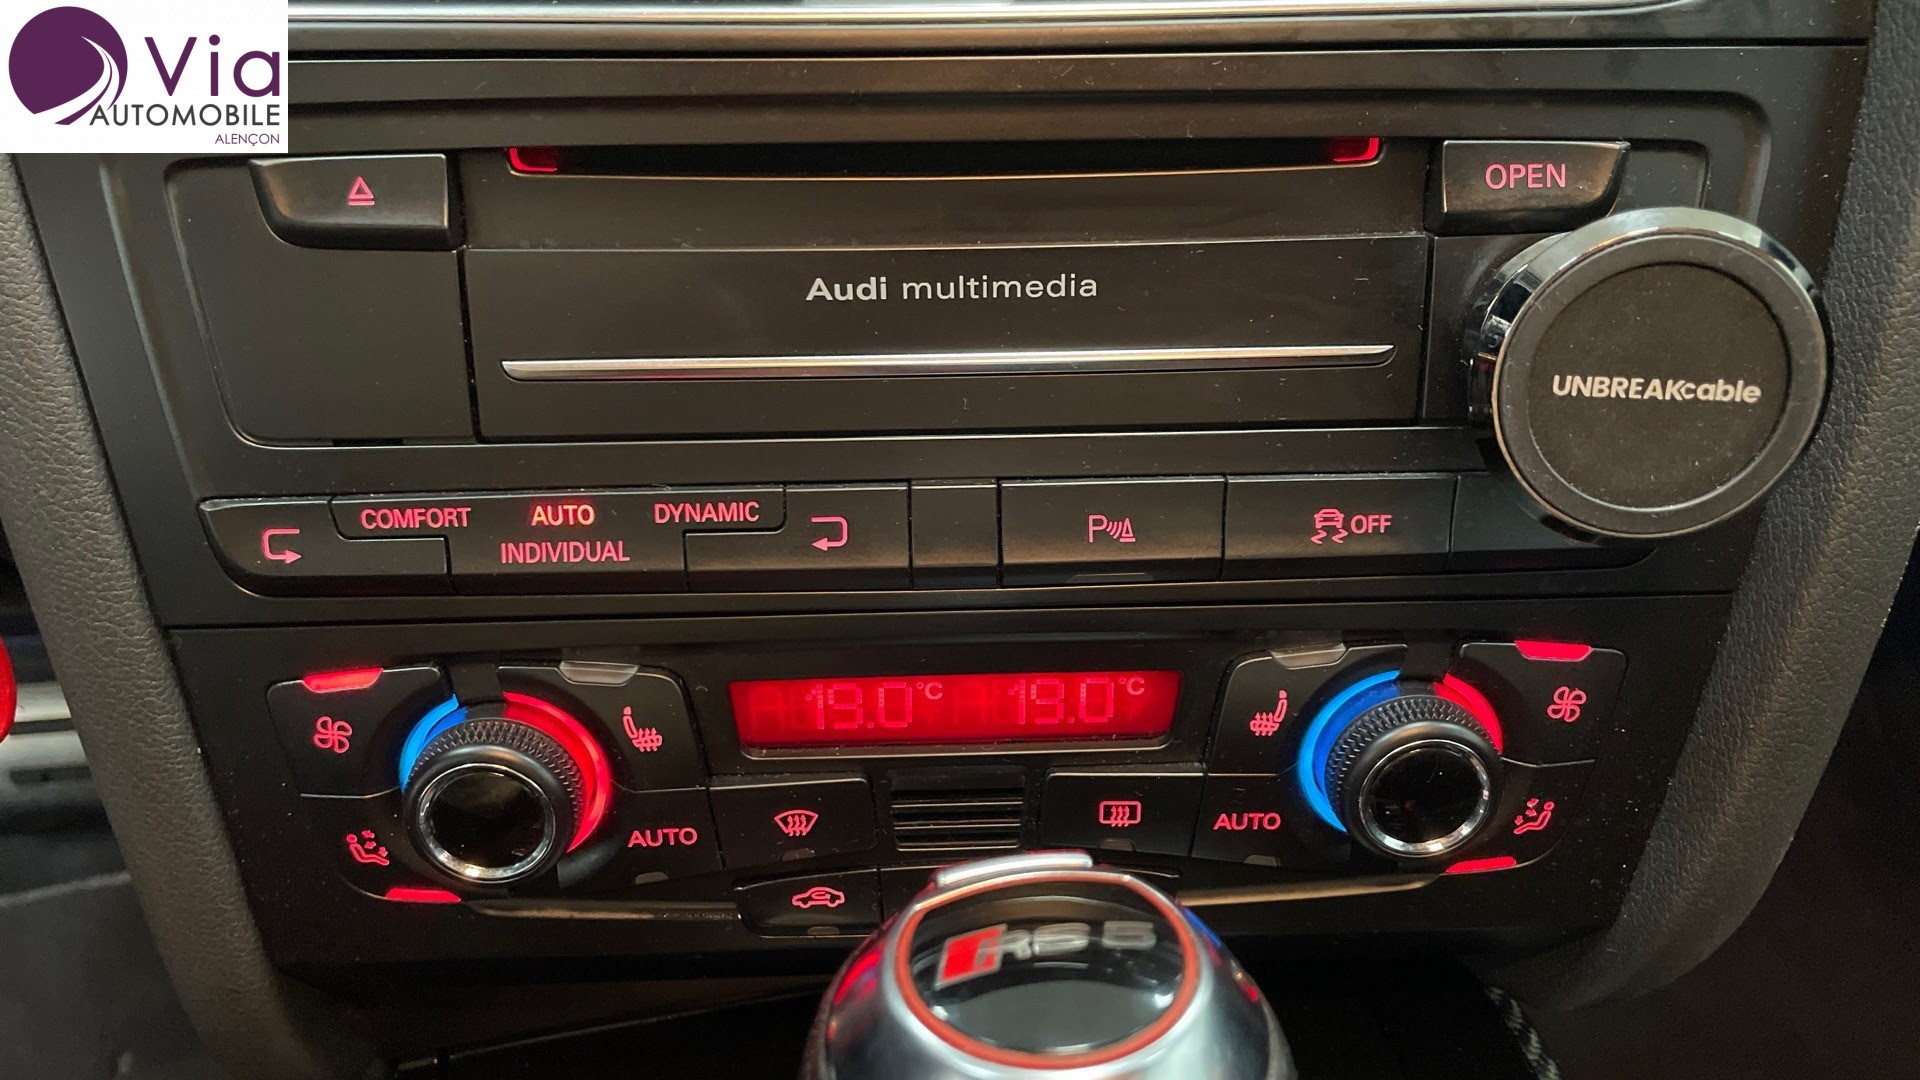 Via
AUTOMOBILE
ALENÇON
OPEN
Audi multimedia
UNBREAKcable
COMFORT AUTO DYNAMIC
INDIVIDUAL
P
OFF
19.0°C 19.0°C
AUTO
AUTO
RS 5